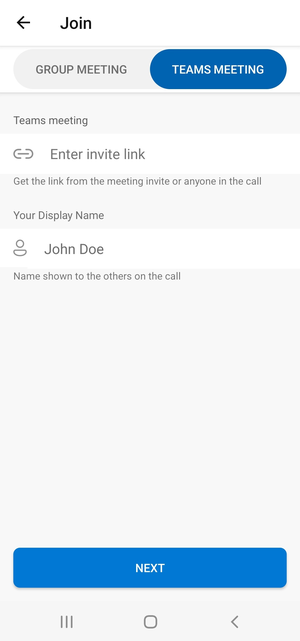 Join
GROUP MEETING
TEAMS MEETING
Teams meeting
Enter invite link
Get the link from the meeting invite or anyone in the call
Your Display Name
John Doe
Name shown to the others on the call
NEXT